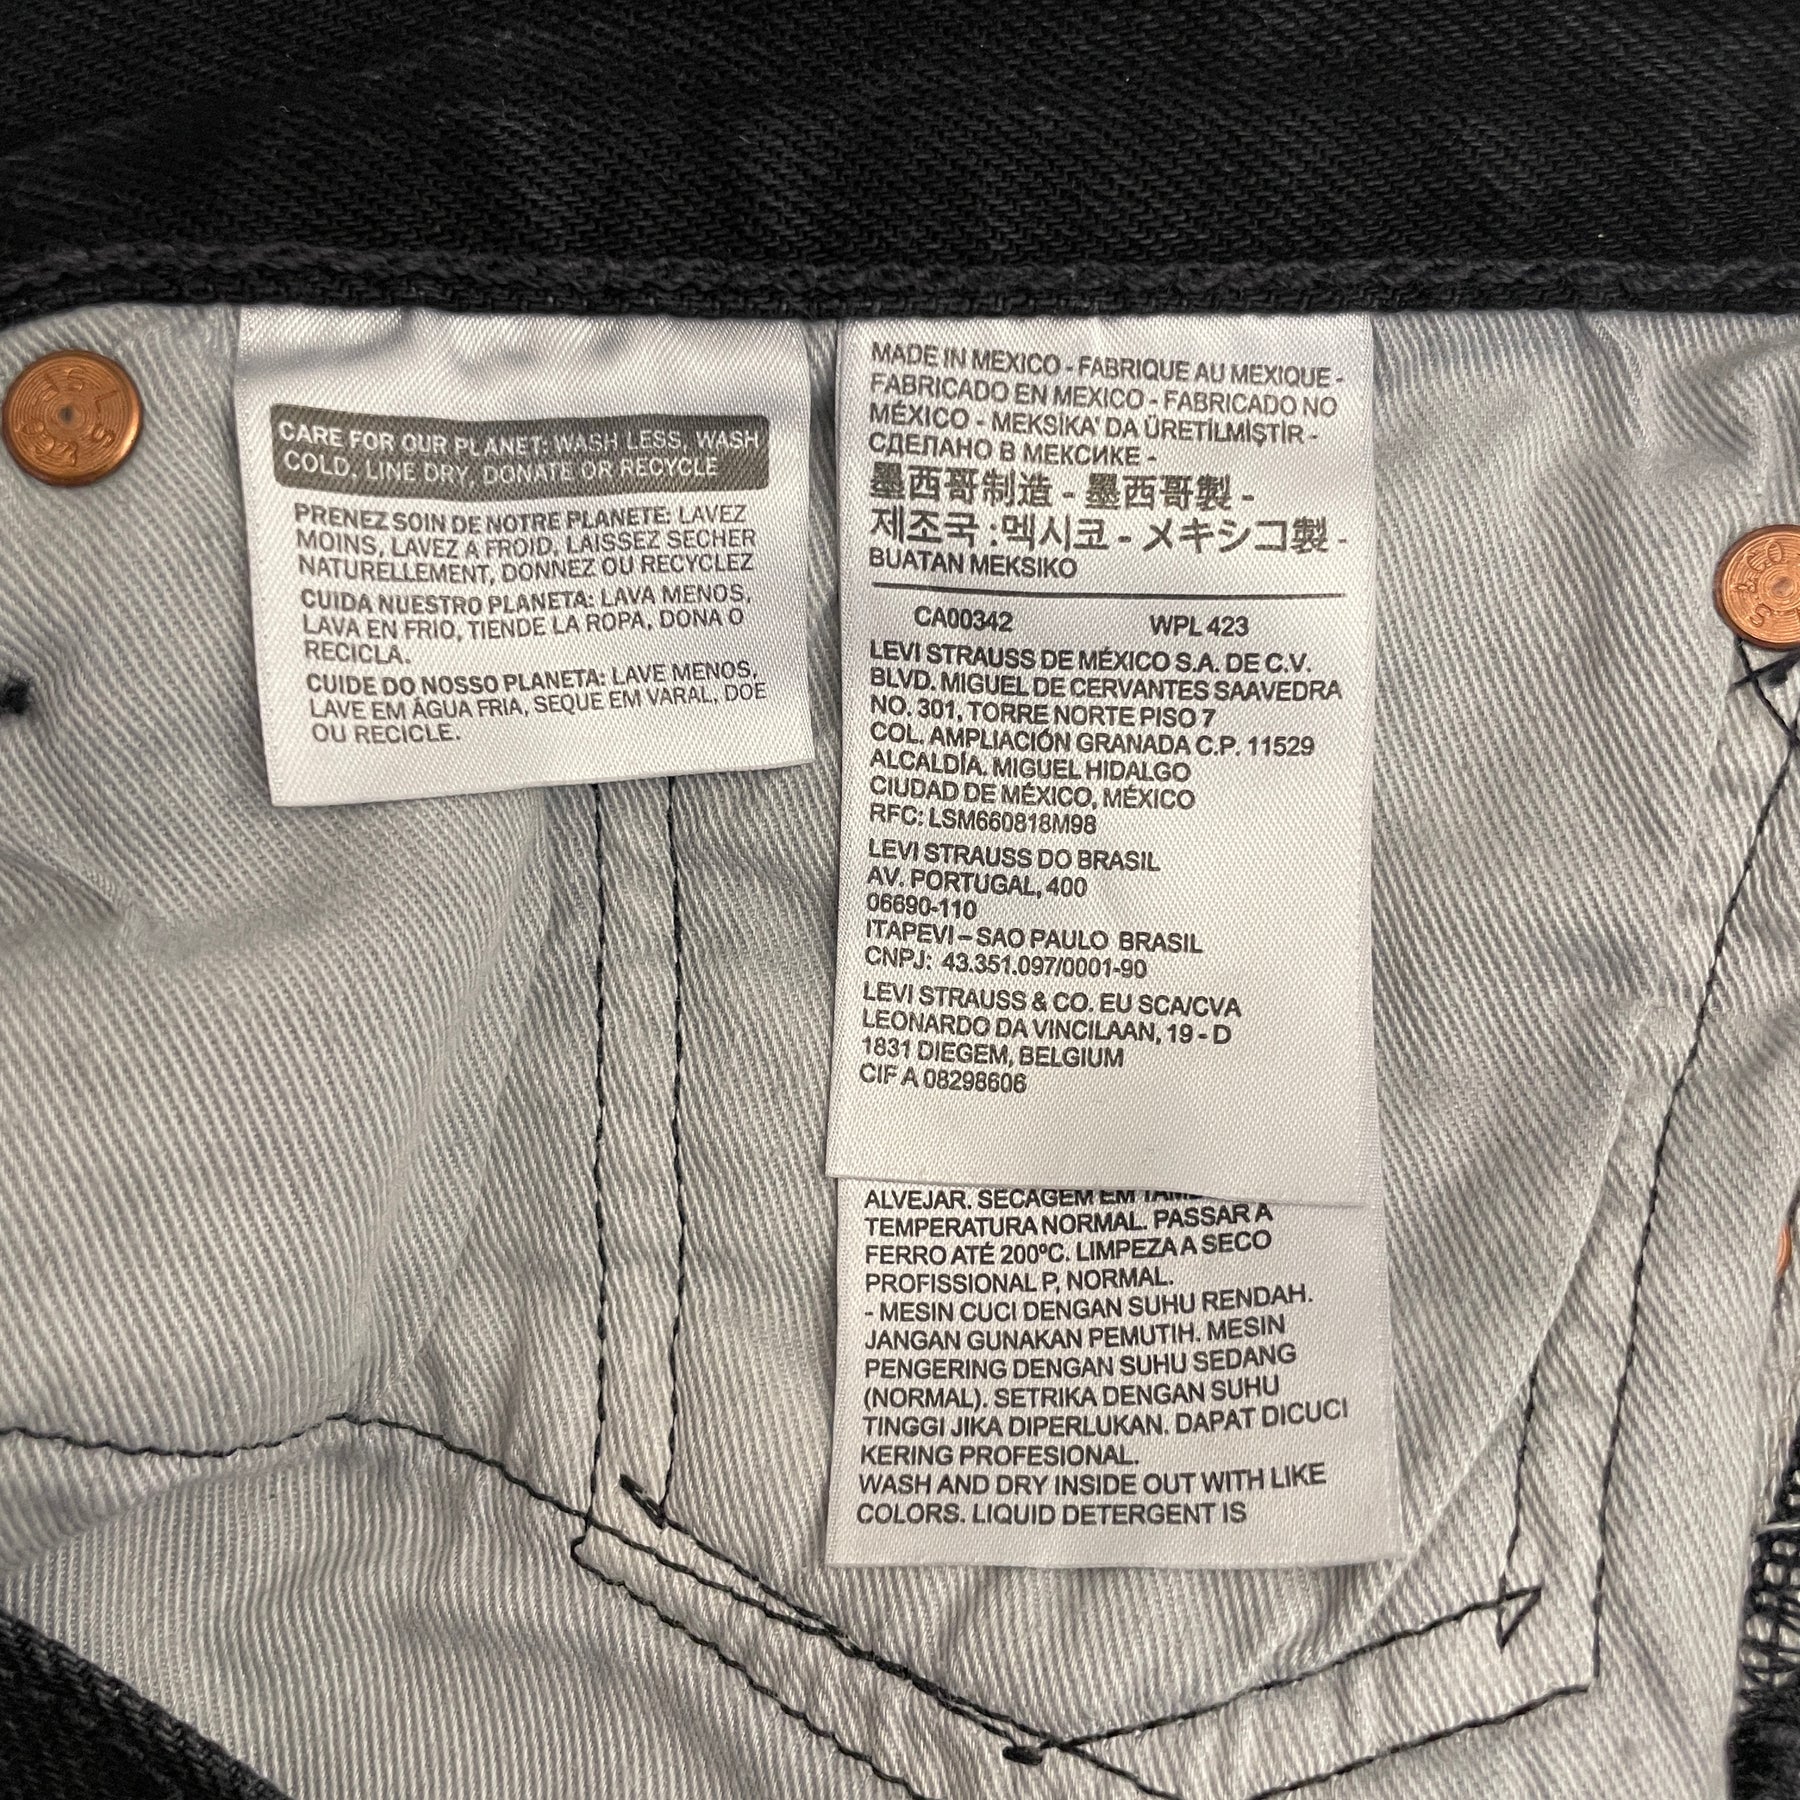 CARE FOR OUR PLANET: WASH LESS, WASH
COLD, LINE DRY, DONATE OR RECYCLE
PRENEZ SOIN DE NOTRE PLANETE: LAVEZ
MOINS, LAVEZ A FROID, LAISSEZ SECHER
NATURELLEMENT, DONNEZ OU RECYCLEZ
CUIDA NUESTRO PLANETA: LAVA MENOS,
LAVA EN FRIO, TIENDE LA ROPA, DONA O
RECICLA.
CUIDE DO NOSSO PLANETA: LAVE MENOS,
LAVE EM ÁGUA FRIA, SEQUE EM VARAL, DOE
OU RECICLE.
MADE IN MEXICO - FABRIQUE AU MEXIQUE -
FABRICADO EN MEXICO - FABRICADO NO
MÉXICO - MEKSİKA' DA ÜRETİLMİŞTİR -
СДЕЛАНО В МЕКСИКЕ -
墨西哥制造 - 墨西哥製 -
제조국 :멕시코 - メキシコ製 -
BUATAN MEKSIKO
CA00342 WPL 423
LEVI STRAUSS DE MÉXICO S.A. DE C.V.
BLVD. MIGUEL DE CERVANTES SAAVEDRA
NO. 301, TORRE NORTE PISO 7
COL. AMPLIACIÓN GRANADA C.P. 11529
ALCALDÍA. MIGUEL HIDALGO
CIUDAD DE MÉXICO, MÉXICO
RFC: LSM660818M98
LEVI STRAUSS DO BRASIL
AV. PORTUGAL, 400
06690-110
ITAPEVI – SAO PAULO BRASIL
CNPJ: 43.351.097/0001-90
LEVI STRAUSS & CO. EU SCA/CVA
LEONARDO DA VINCILAAN, 19 - D
1831 DIEGEM, BELGIUM
CIF A 08298606
ALVEJAR. SECAGEM EM
TEMPERATURA NORMAL. PASSAR A
FERRO ATÉ 200ºC. LIMPEZA A SECO
PROFISSIONAL P, NORMAL.
- MESIN CUCI DENGAN SUHU RENDAH.
JANGAN GUNAKAN PEMUTIH. MESIN
PENGERING DENGAN SUHU SEDANG
(NORMAL). SETRIKA DENGAN SUHU
TINGGI JIKA DIPERLUKAN. DAPAT DICUCI
KERING PROFESIONAL.
WASH AND DRY INSIDE OUT WITH LIKE
COLORS. LIQUID DETERGENT IS